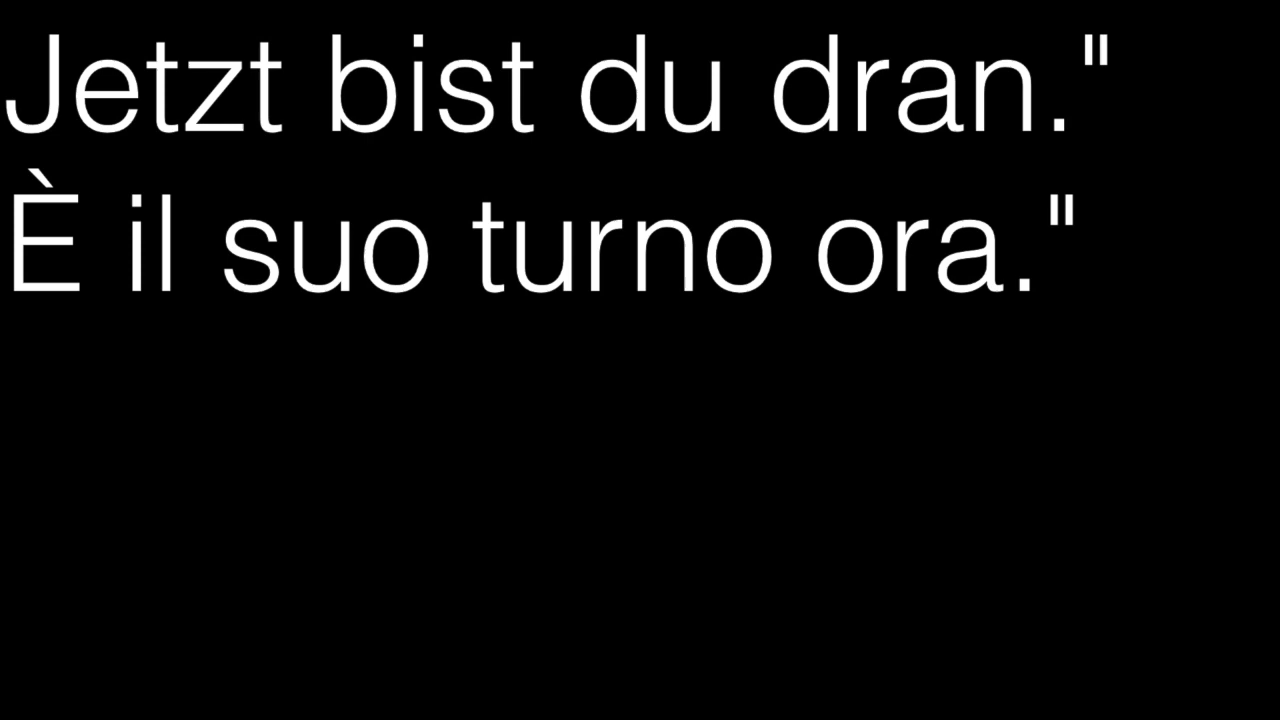 Jetzt bist du dran."
È il suo turno ora."